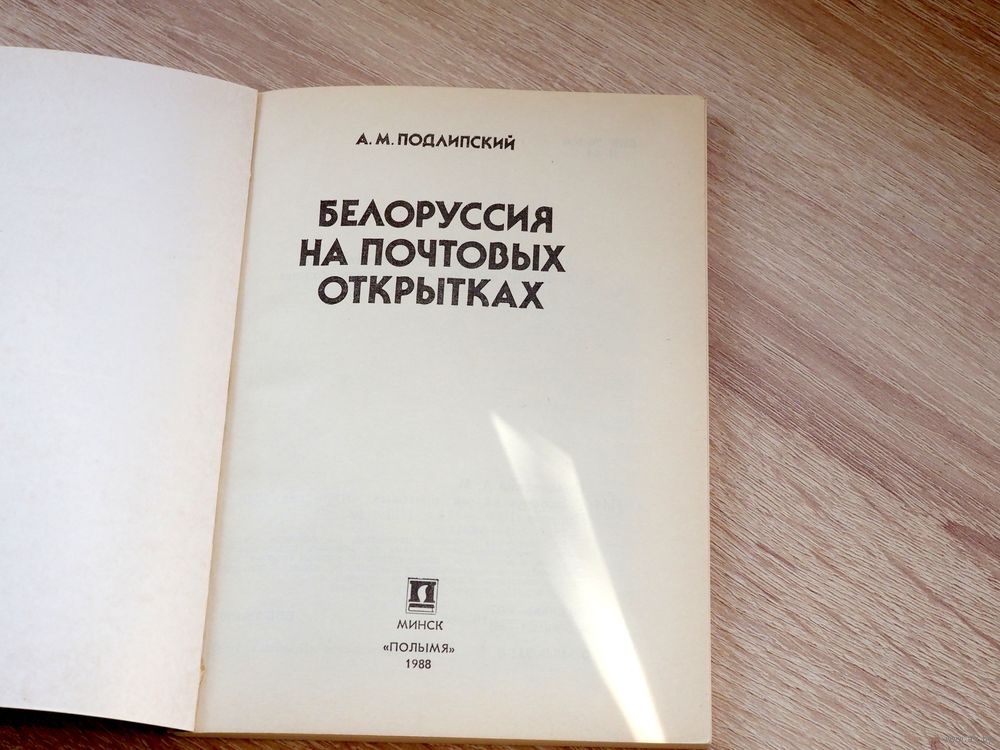 А. М. ПОДЛИПСКИЙ
БЕЛОРУССИЯ
НА ПОЧТОВЫХ
ОТКРЫТКАХ
МИНСК
«ПОЛЫМЯ»
1988